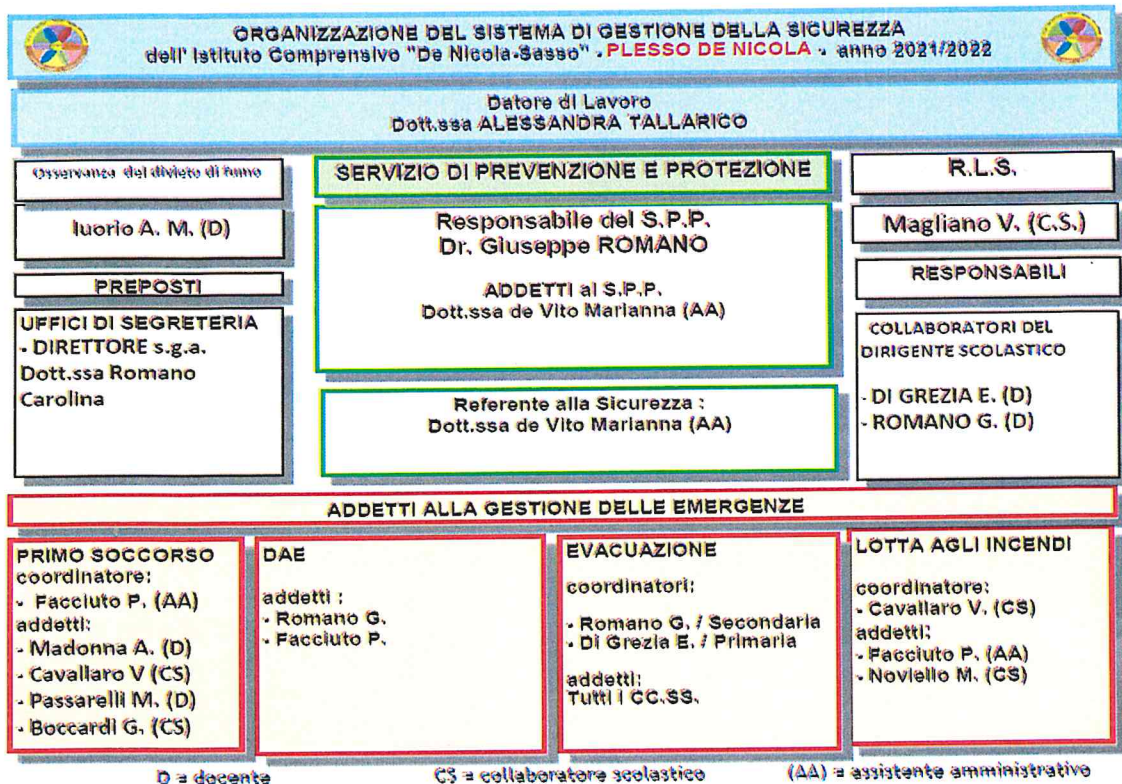 ORGANIZZAZIONE DEL SISTEMA DI GESTIONE DELLA SICUREZZA
dell' Istituto Comprensivo "De Nicola-Sasso" - PLESSO DE NICOLA - anno 2021/2022
Datore di Lavoro
Dott.ssa ALESSANDRA TALLARICO
Osservanza del divieto di fumo
Iuorio A. M. (D)
PREPOSTI
UFFICI DI SEGRETERIA
- DIRETTORE s.g.a.
Dott.ssa Romano
Carolina
SERVIZIO DI PREVENZIONE E PROTEZIONE
Responsabile del S.P.P.
Dr. Giuseppe ROMANO
ADDETTI al S.P.P.
Dott.ssa de Vito Marianna (AA)
Referente alla Sicurezza :
Dott.ssa de Vito Marianna (AA)
R.L.S.
Magliano V. (C.S.)
RESPONSABILI
COLLABORATORI DEL
DIRIGENTE SCOLASTICO
- DI GREZIA E. (D)
- ROMANO G. (D)
ADDETTI ALLA GESTIONE DELLE EMERGENZE
PRIMO SOCCORSO
coordinatore:
- Facciuto P. (AA)
addetti:
- Madonna A. (D)
- Cavallaro V (CS)
- Passarelli M. (D)
- Boccardi G. (CS)
DAE
addetti :
- Romano G.
- Facciuto P.
EVACUAZIONE
coordinatori:
- Romano G. / Secondaria
- Di Grezia E. / Primaria
addetti:
Tutti i CC.SS.
LOTTA AGLI INCENDI
coordinatore:
- Cavallaro V. (CS)
addetti:
- Facciuto P. (AA)
- Noviello M. (CS)
D = docente CS = collaboratore scolastico (AA) = assistente amministrativo